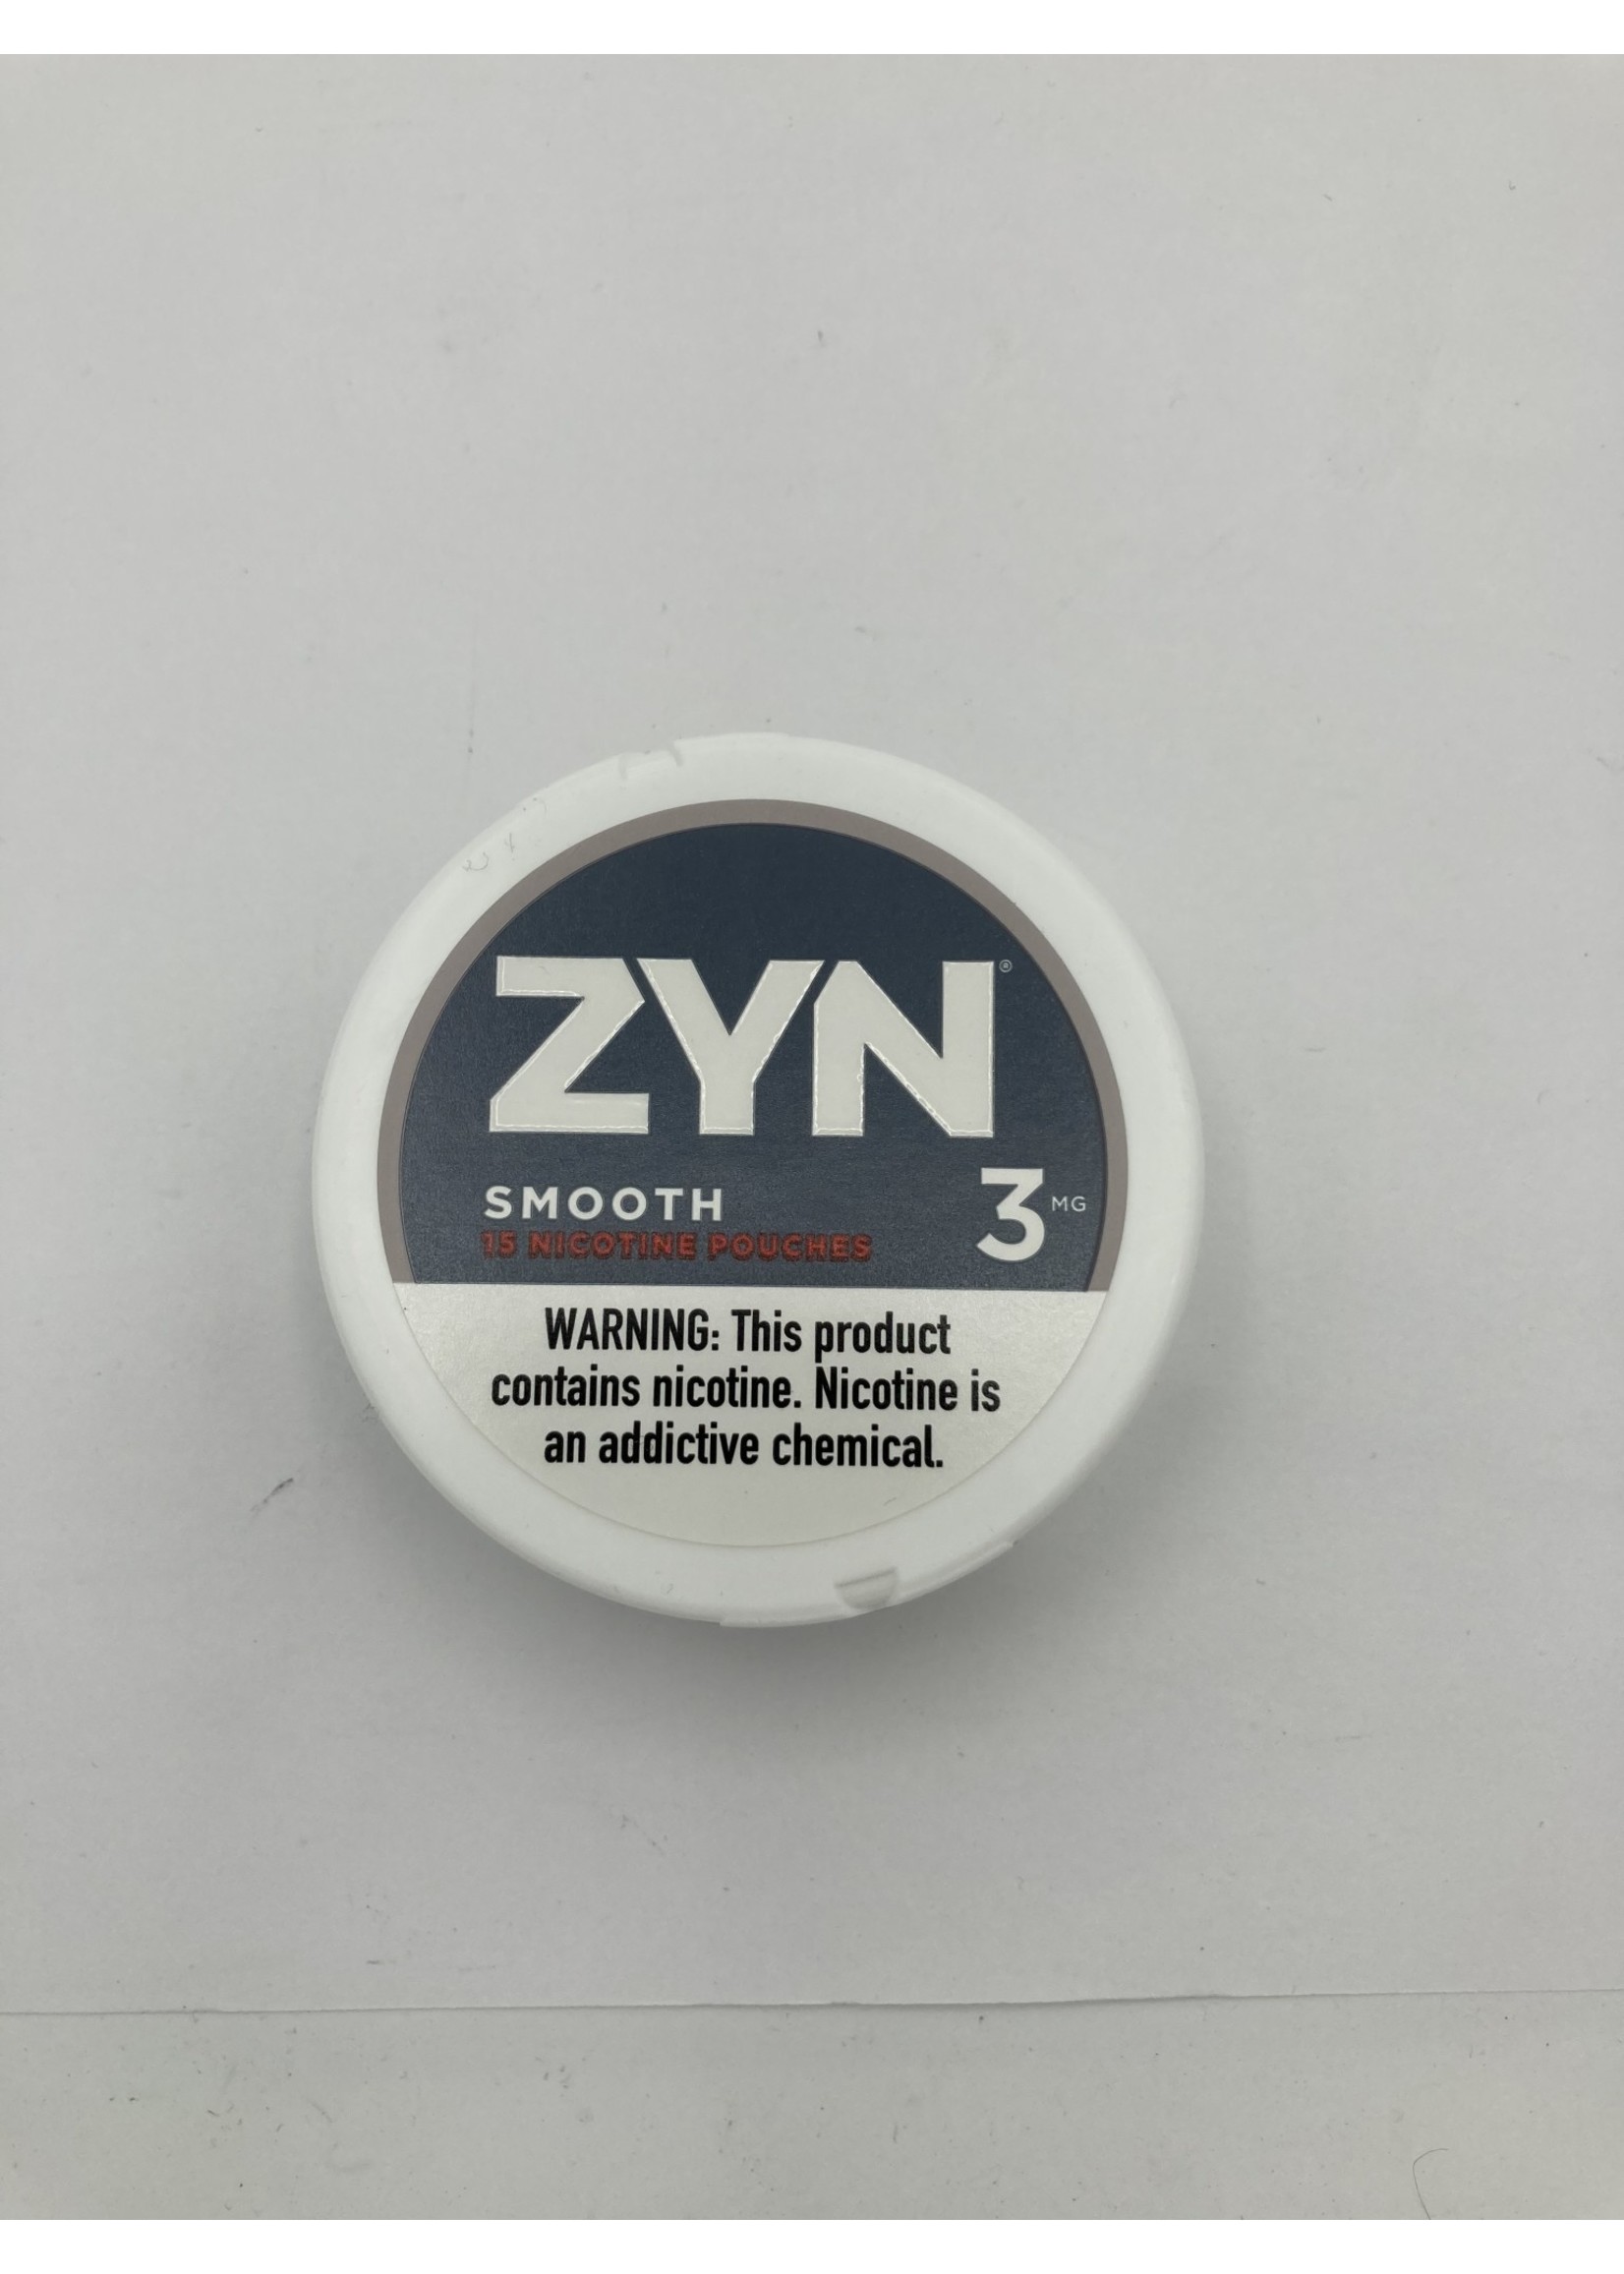 ZYN®
SMOOTH
3 MG
15 NICOTINE POUCHES
WARNING: This product
contains nicotine. Nicotine is
an addictive chemical.